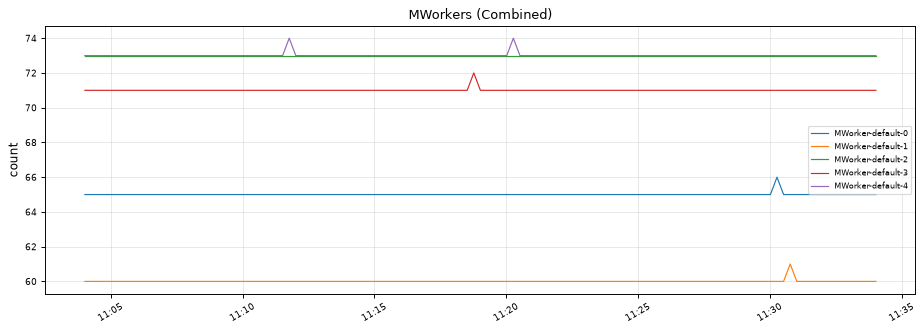 MWorkers (Combined)
74
72
70
68
66
64
62
60
count
MWorker-default-0
MWorker-default-1
MWorker-default-2
MWorker-default-3
MWorker-default-4
11:05
11:10
11:15
11:20
11:25
11:30
11:35